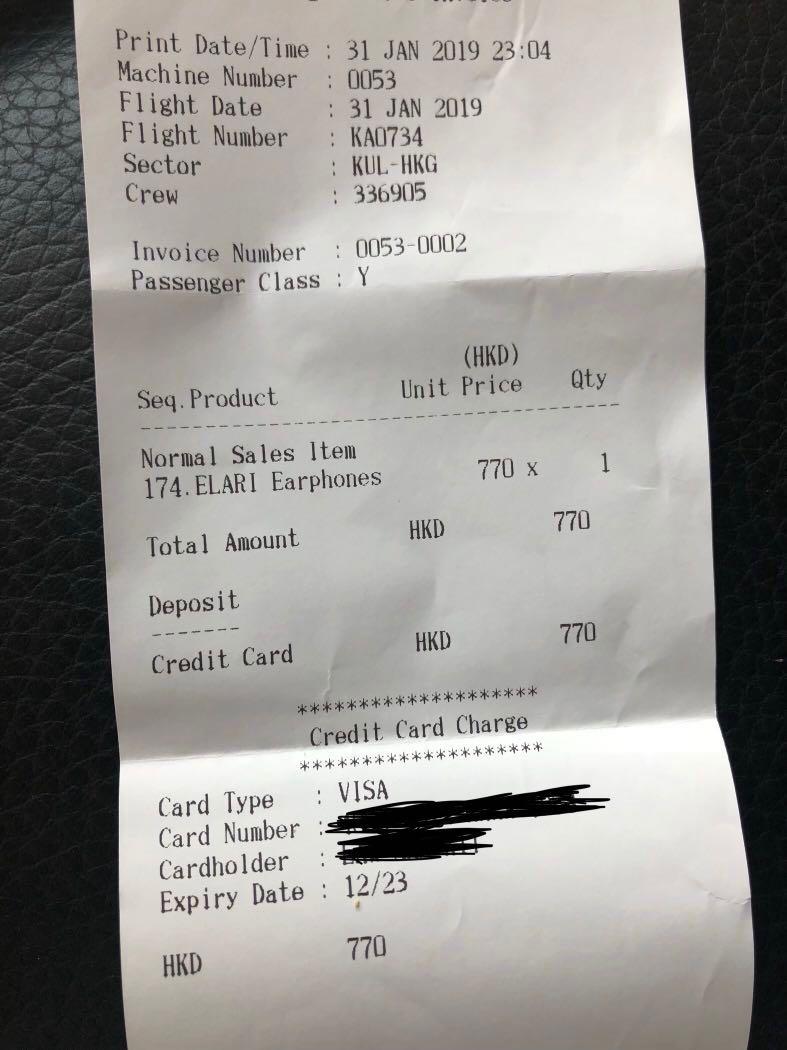 Print Date/Time : 31 JAN 2019 23:04
Machine Number : 0053
Flight Date : 31 JAN 2019
Flight Number : KA0734
Sector : KUL-HKG
Crew : 336905
Invoice Number : 0053-0002
Passenger Class : Y
(HKD)
Seq.Product Unit Price Qty
Normal Sales Item
174.ELARI Earphones 770 x 1
Total Amount HKD 770
Deposit
-------
Credit Card HKD 770
********************
Credit Card Charge
********************
Card Type : VISA
Card Number :
Cardholder :
Expiry Date : 12/23
HKD 770